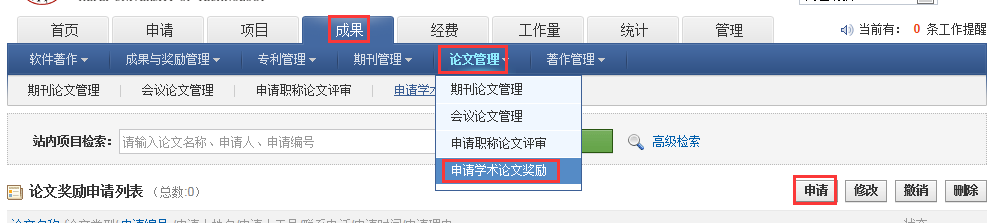 首页 申请 项目 成果 经费 工作量 统计 管理 当前有： 0 条工作提醒
软件著作 成果与奖励管理 专利管理 期刊管理 论文管理 著作管理
期刊论文管理 会议论文管理 申请职称论文评审 申请学术
期刊论文管理
会议论文管理
申请职称论文评审
申请学术论文奖励
站内项目检索： 请输入论文名称、申请人、申请编号 高级检索
论文奖励申请列表 （总数:0） 申请 修改 撤消 删除